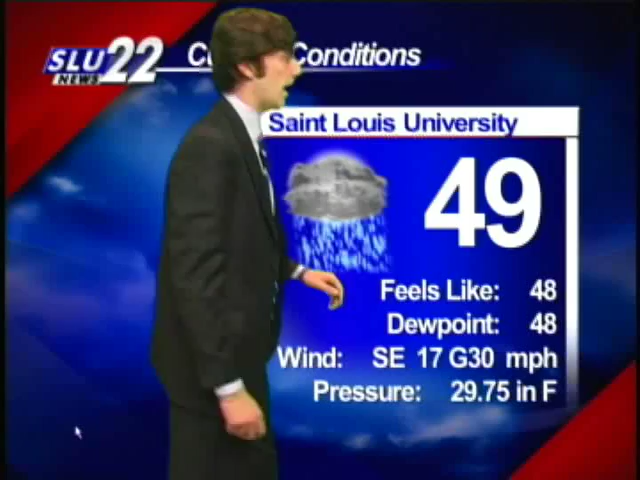 SLU 22
NEWS
Cu Conditions
Saint Louis University
49
Feels Like: 48
Dewpoint: 48
Wind: SE 17 G30 mph
Pressure: 29.75 in F